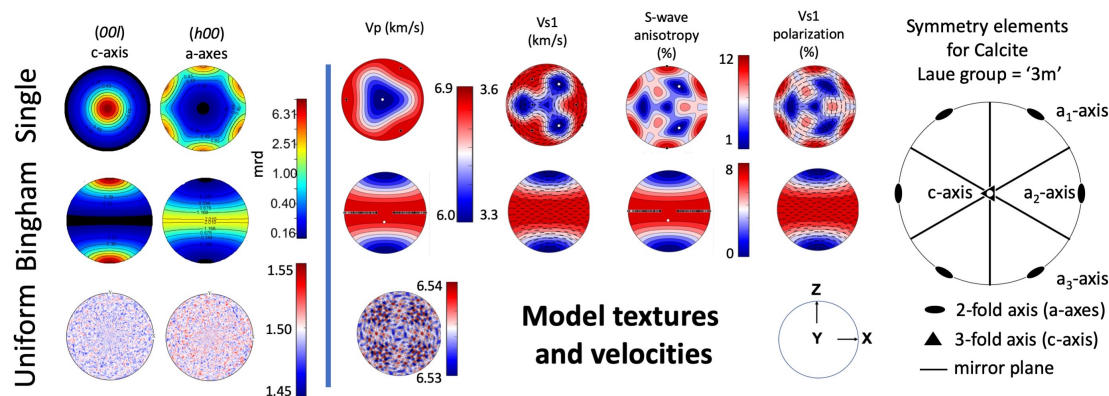 (00l)
c-axis
(h00)
a-axes
Vp (km/s)
Vs1
(km/s)
S-wave
anisotropy
(%)
Vs1
polarization
(%)
Symmetry elements
for Calcite
Laue group = ‘3m’
Single
Bingham
Uniform
6.31
2.51
1.00
0.40
0.16
mrd
1.55
1.50
1.45
6.9
6.0
3.6
3.3
12
1
8
0
6.54
6.53
Model textures
and velocities
Z
Y
X
a1-axis
c-axis
a2-axis
a3-axis
2-fold axis (a-axes)
3-fold axis (c-axis)
mirror plane